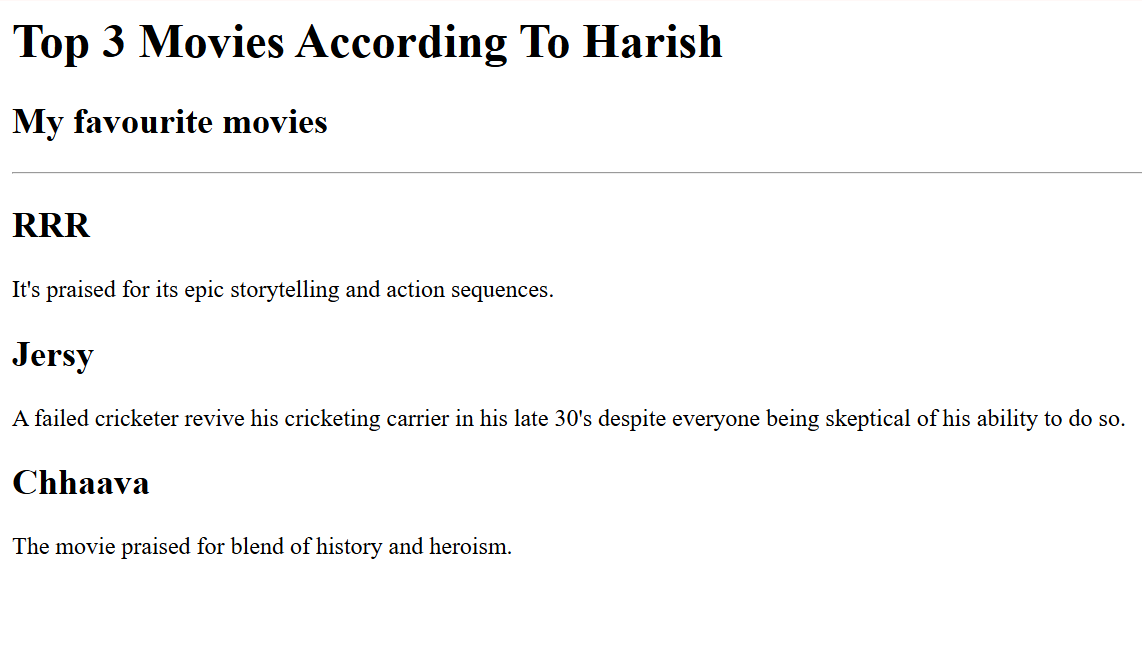 Top 3 Movies According To Harish
My favourite movies
RRR
It's praised for its epic storytelling and action sequences.
Jersy
A failed cricketer revive his cricketing carrier in his late 30's despite everyone being skeptical of his ability to do so.
Chhaava
The movie praised for blend of history and heroism.